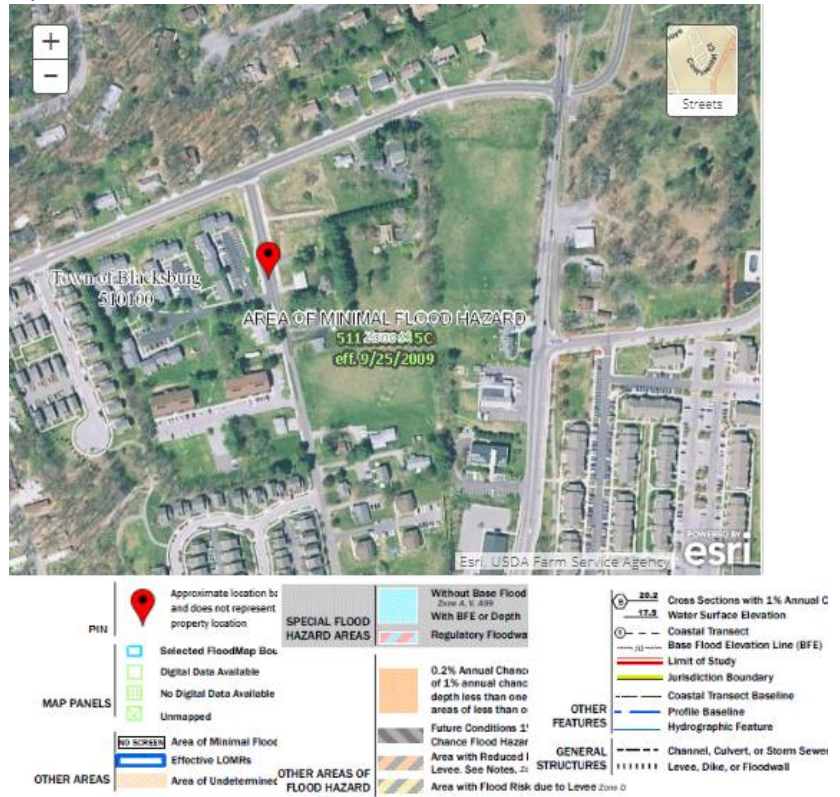 +
−
Streets
Town of Blacksburg
510100
AREA OF MINIMAL FLOOD HAZARD
eff. 9/25/2009
POWERED BY
esri
Esri, USDA Farm Service Agency
PIN
Approximate location ba
and does not represent
property location
MAP PANELS
Selected FloodMap Bou
Digital Data Available
No Digital Data Available
Unmapped
OTHER AREAS
NO SCREEN Area of Minimal Flood
Effective LOMRs
Area of Undetermined
SPECIAL FLOOD
HAZARD AREAS
Without Base Flood
Zone A, V, A99
With BFE or Depth
Regulatory Floodwa
OTHER AREAS OF
FLOOD HAZARD
0.2% Annual Chanc
of 1% annual chanc
depth less than one
areas of less than o
Future Conditions 1%
Chance Flood Hazar
Area with Reduced
Levee. See Notes.
Area with Flood Risk due to Levee Zone D
OTHER
FEATURES
20.2 Cross Sections with 1% Annual C
17.5 Water Surface Elevation
Coastal Transect
Base Flood Elevation Line (BFE)
Limit of Study
Jurisdiction Boundary
Coastal Transect Baseline
Profile Baseline
Hydrographic Feature
GENERAL
STRUCTURES
Channel, Culvert, or Storm Sewer
Levee, Dike, or Floodwall